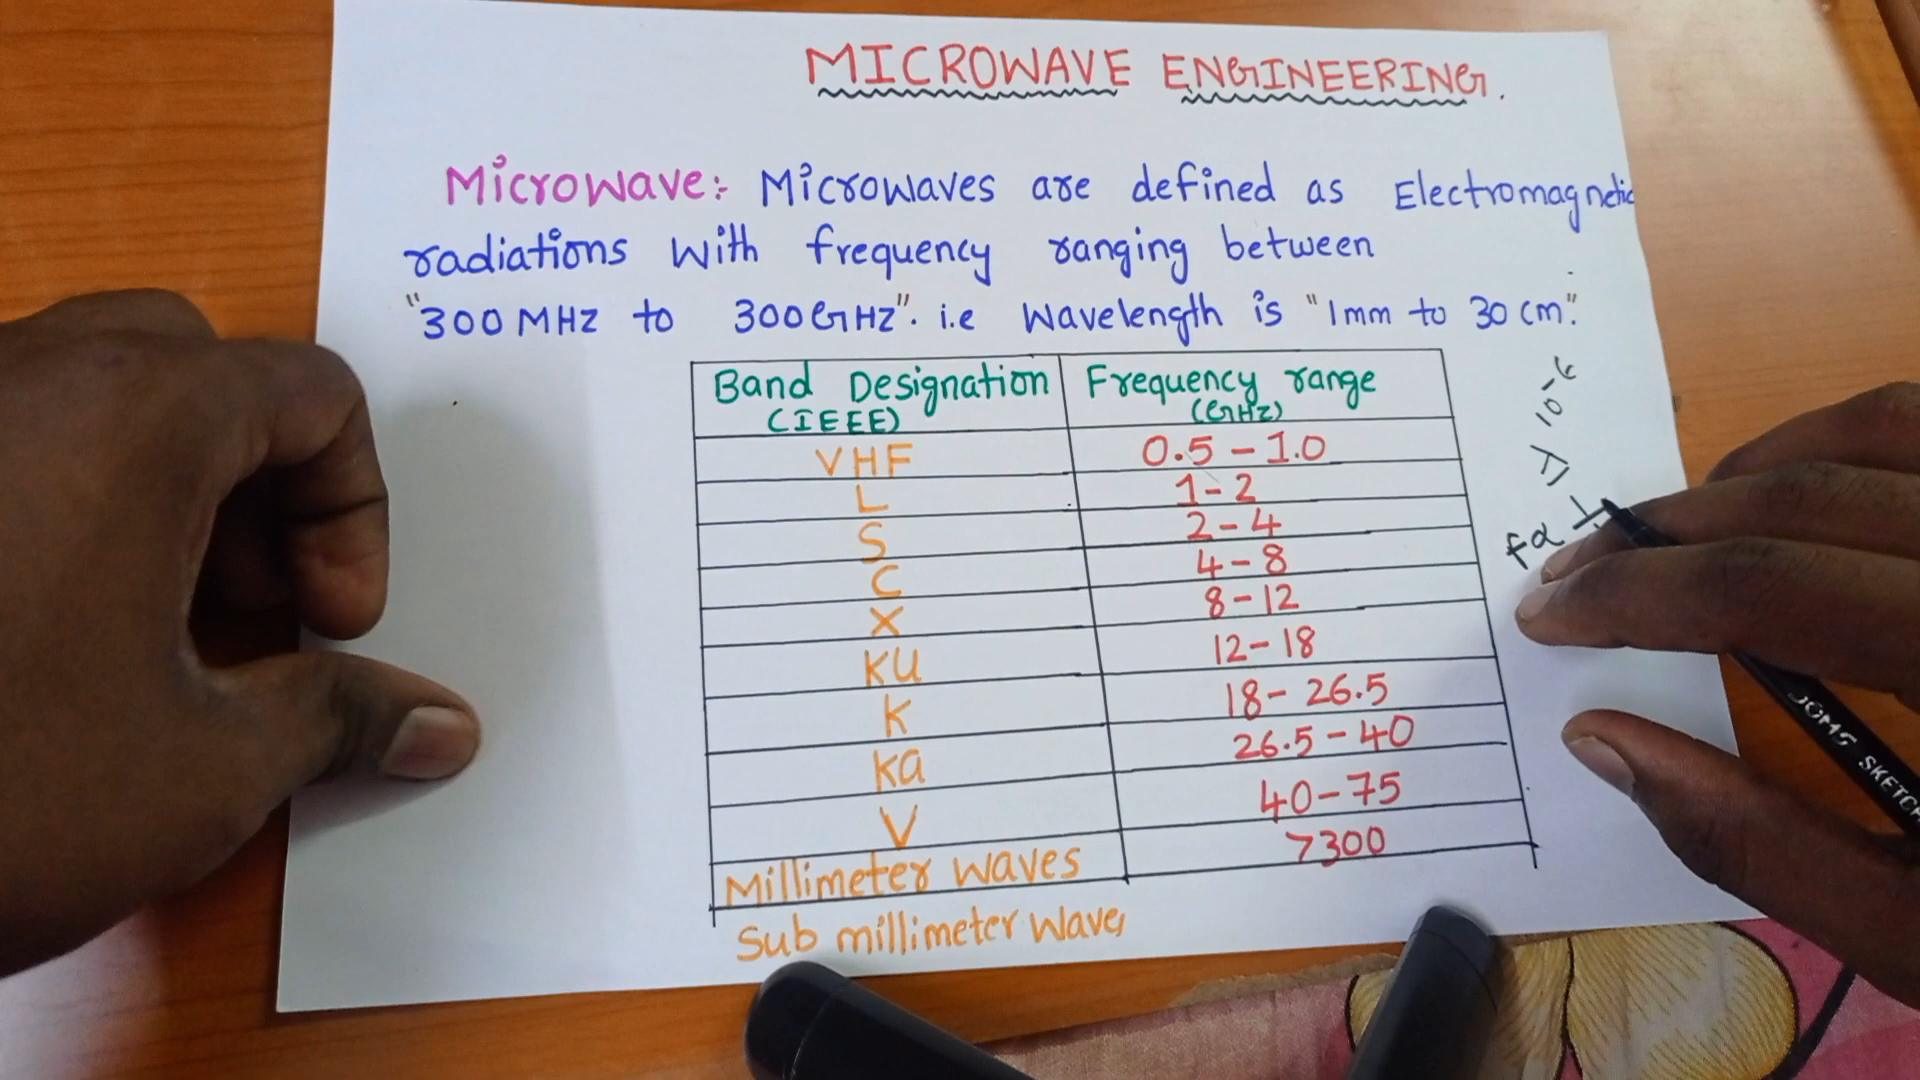 MICROWAVE ENGINEERING.
Microwave:- Microwaves are defined as Electromagnetic
radiations with frequency ranging between
"300 MHz to 300 GHz". i.e wavelength is "1mm to 30 cm".
Band Designation Frequency range
(IEEE) (GHz)
VHF 0.5 - 1.0
L 1 - 2
S 2 - 4
C 4 - 8
X 8 - 12
KU 12 - 18
K 18 - 26.5
Ka 26.5 - 40
V 40 - 75
Millimeter waves >300
Sub millimeter wave
f α 1
JOMS SKETCH